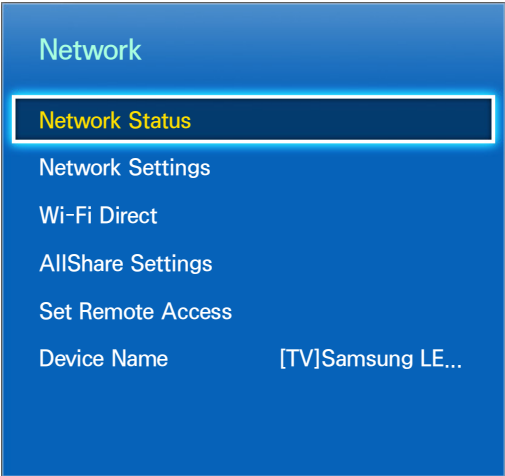 Network
Network Status
Network Settings
Wi-Fi Direct
AllShare Settings
Set Remote Access
Device Name [TV]Samsung LE...